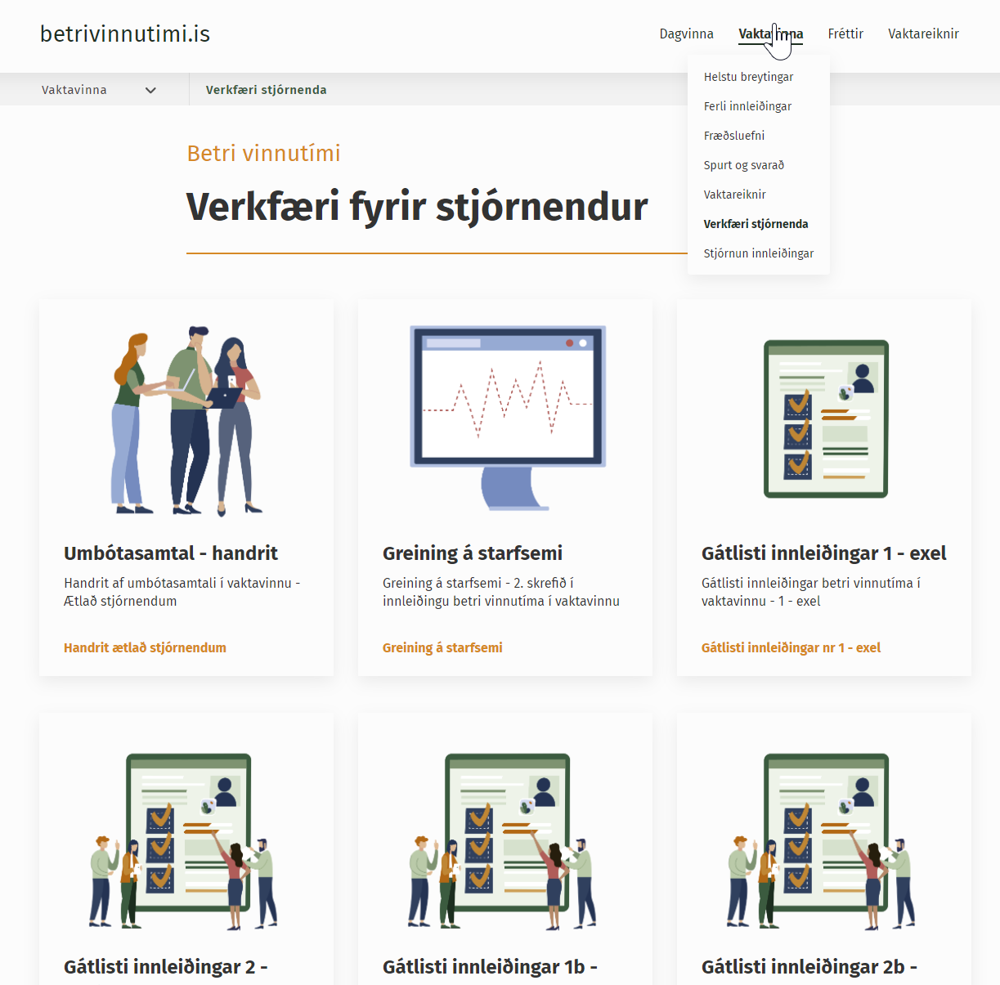 betrivinnutimi.is
Dagvinna
Vaktavinna
Fréttir
Vaktareiknir
Helstu breytingar
Ferli innleiðingar
Fræðsluefni
Spurt og svarað
Vaktareiknir
Verkfæri stjórnenda
Stjórnun innleiðingar
Vaktavinna
Verkfæri stjórnenda
Betri vinnutími
Verkfæri fyrir stjórnendur
Umbótasamtal - handrit
Handrit af umbótasamtali í vaktavinnu -
Ætlað stjórnendum
Handrit ætlað stjórnendum
Greining á starfsemi
Greining á starfsemi - 2. skrefið í
innleiðingu betri vinnutíma í vaktavinnu
Greining á starfsemi
Gátlisti innleiðingar 1 - exel
Gátlisti innleiðingar betri vinnutíma í
vaktavinnu - 1 - exel
Gátlisti innleiðingar nr 1 - exel
Gátlisti innleiðingar 2 -
Gátlisti innleiðingar 1b -
Gátlisti innleiðingar 2b -